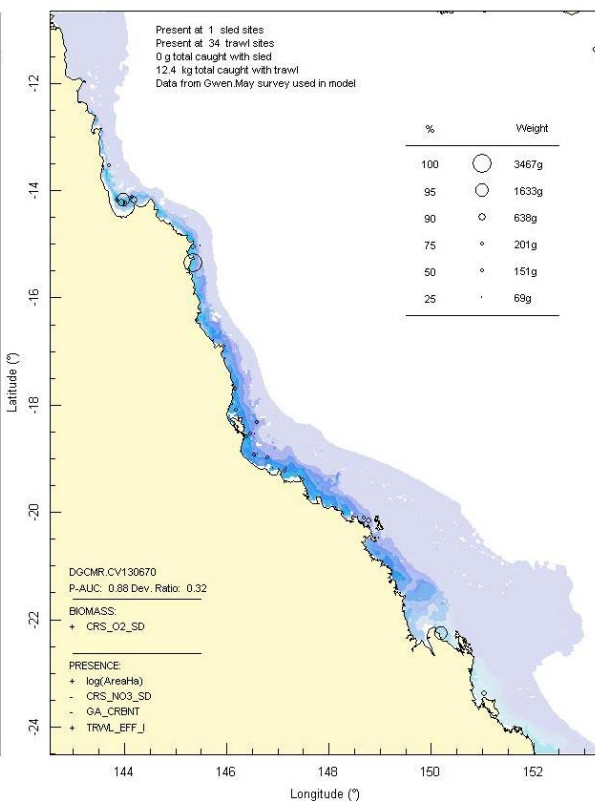 Present at 1 sled sites
Present at 34 trawl sites
0 g total caught with sled
12.4 kg total caught with trawl
Data from Gwen.May survey used in model
% Weight
100 3467g
95 1633g
90 638g
75 201g
50 151g
25 69g
-12
-14
-16
-18
-20
-22
-24
Latitude (°)
DGCMR.CV130670
P-AUC: 0.88 Dev. Ratio: 0.32
BIOMASS:
+ CRS_O2_SD
PRESENCE:
+ log(AreaHa)
- CRS_NO3_SD
- GA_CRBNT
+ TRWL_EFF_I
144 146 148 150 152
Longitude (°)